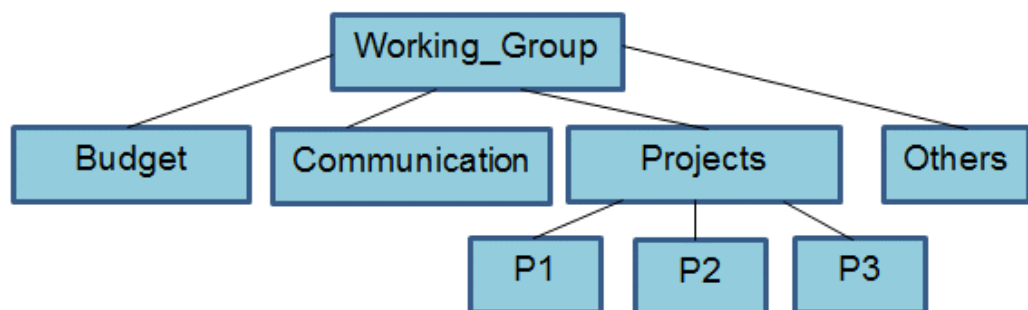 Working_Group
Budget
Communication
Projects
Others
P1
P2
P3